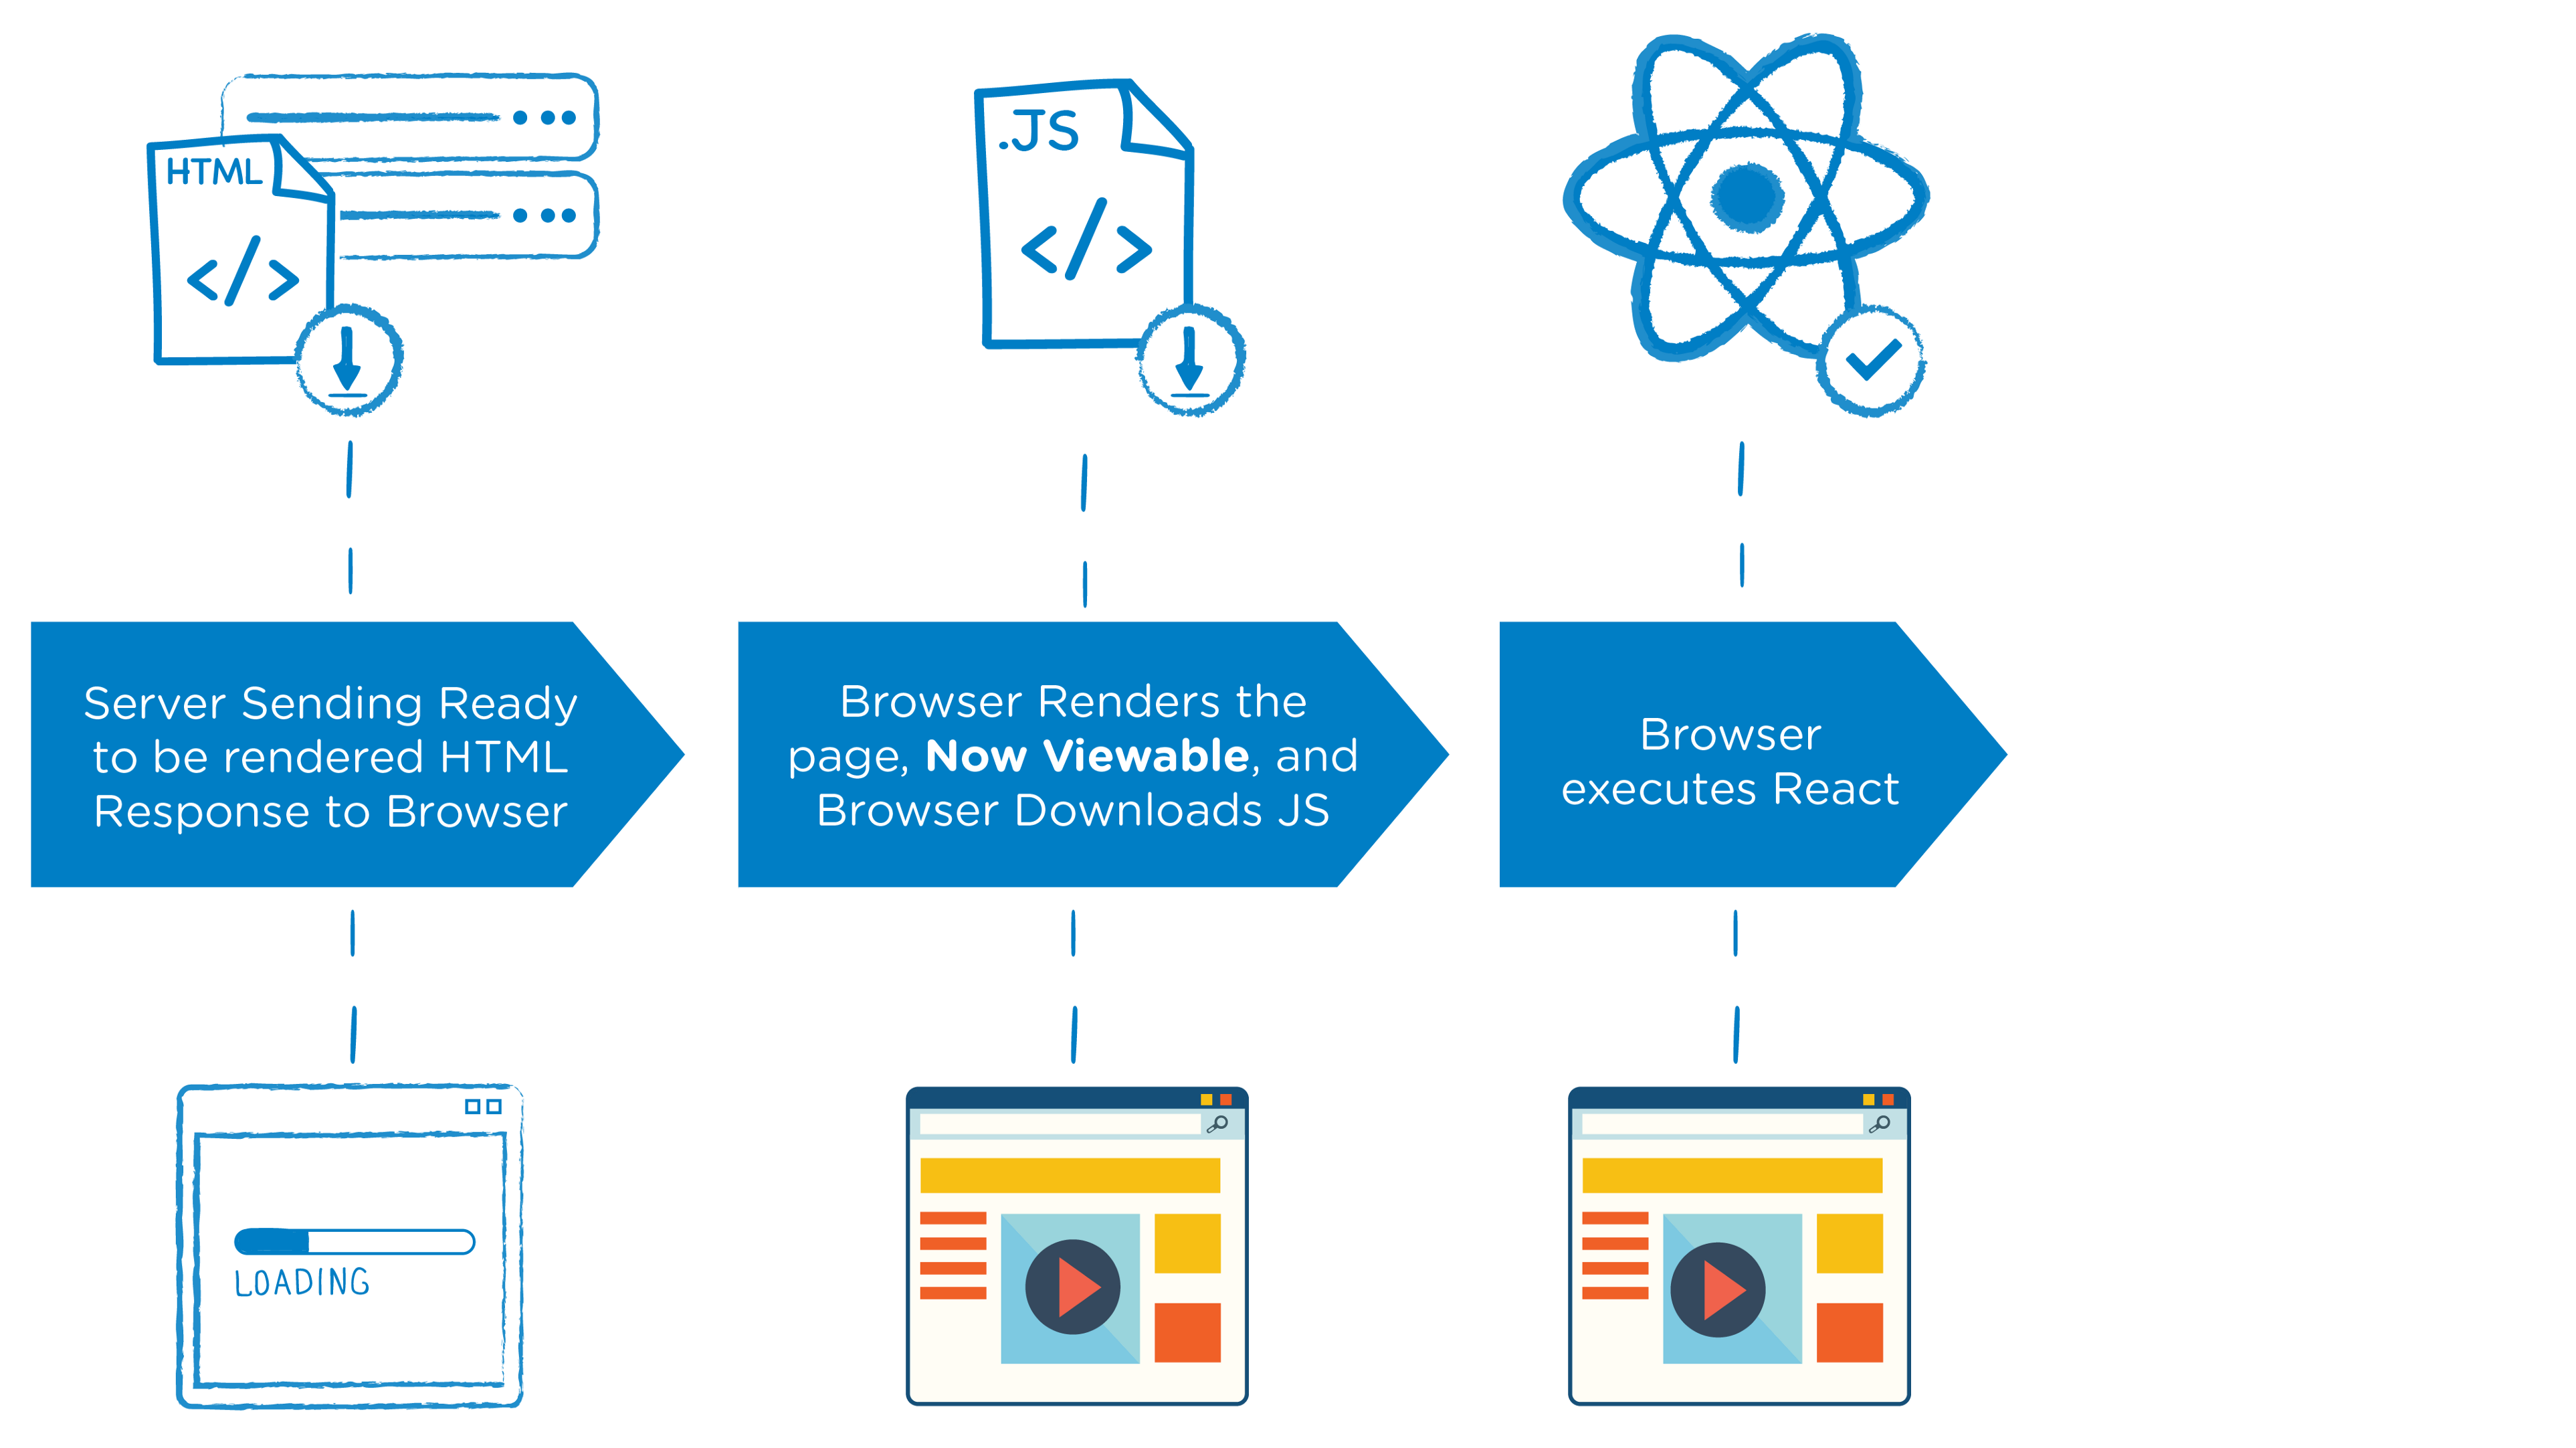 HTML
</>
.JS
</>
Server Sending Ready
to be rendered HTML
Response to Browser
Browser Renders the
page, Now Viewable, and
Browser Downloads JS
Browser
executes React
LOADING